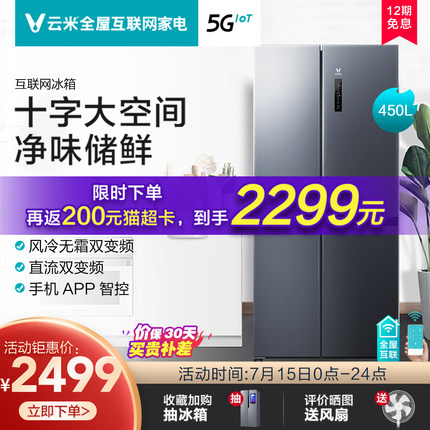 云米全屋互联网家电
5G IoT
12期
免息
互联网冰箱
十字大空间
净味储鲜
450L
限时下单
再返200元猫超卡，到手2299元
风冷无霜双变频
直流双变频
手机 APP 智控
价保30天
买贵补差
全屋
互联
活动钜惠价：
¥2499
立即下单>
活动时间：7月15日0点-24点
收藏加购
抽冰箱
抽
评价晒图
送风扇
送